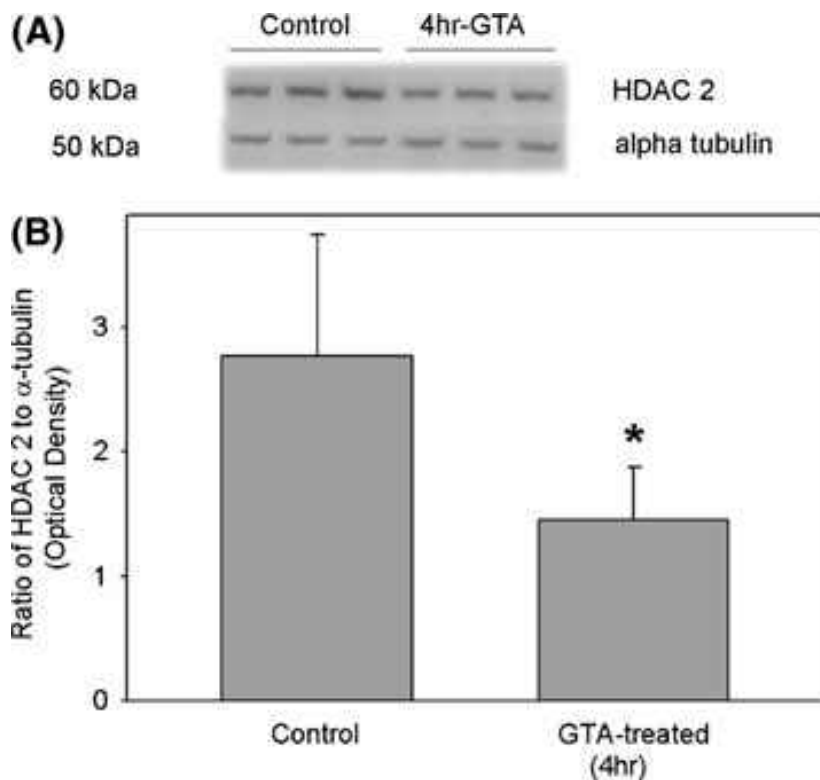 (A)
Control 4hr-GTA
60 kDa HDAC 2
50 kDa alpha tubulin
(B)
Ratio of HDAC 2 to α-tubulin
(Optical Density)
3
2
1
0
*
Control
GTA-treated
(4hr)